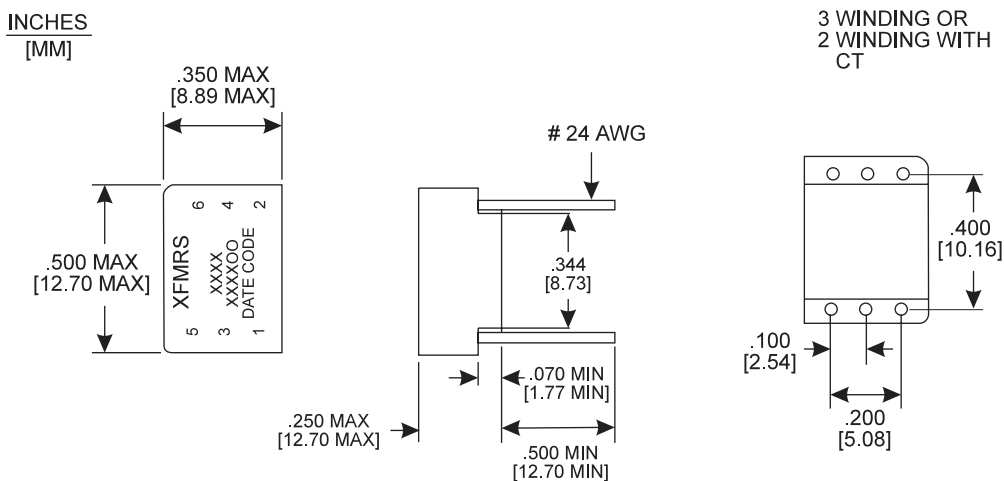 INCHES
[MM]
3 WINDING OR
2 WINDING WITH
CT
.350 MAX
[8.89 MAX]
.500 MAX
[12.70 MAX]
XFMRS
XXXX
XXXXOO
DATE CODE
6
4
2
5
3
1
# 24 AWG
.344
[8.73]
.070 MIN
[1.77 MIN]
.250 MAX
[12.70 MAX]
.500 MIN
[12.70 MIN]
.400
[10.16]
.100
[2.54]
.200
[5.08]